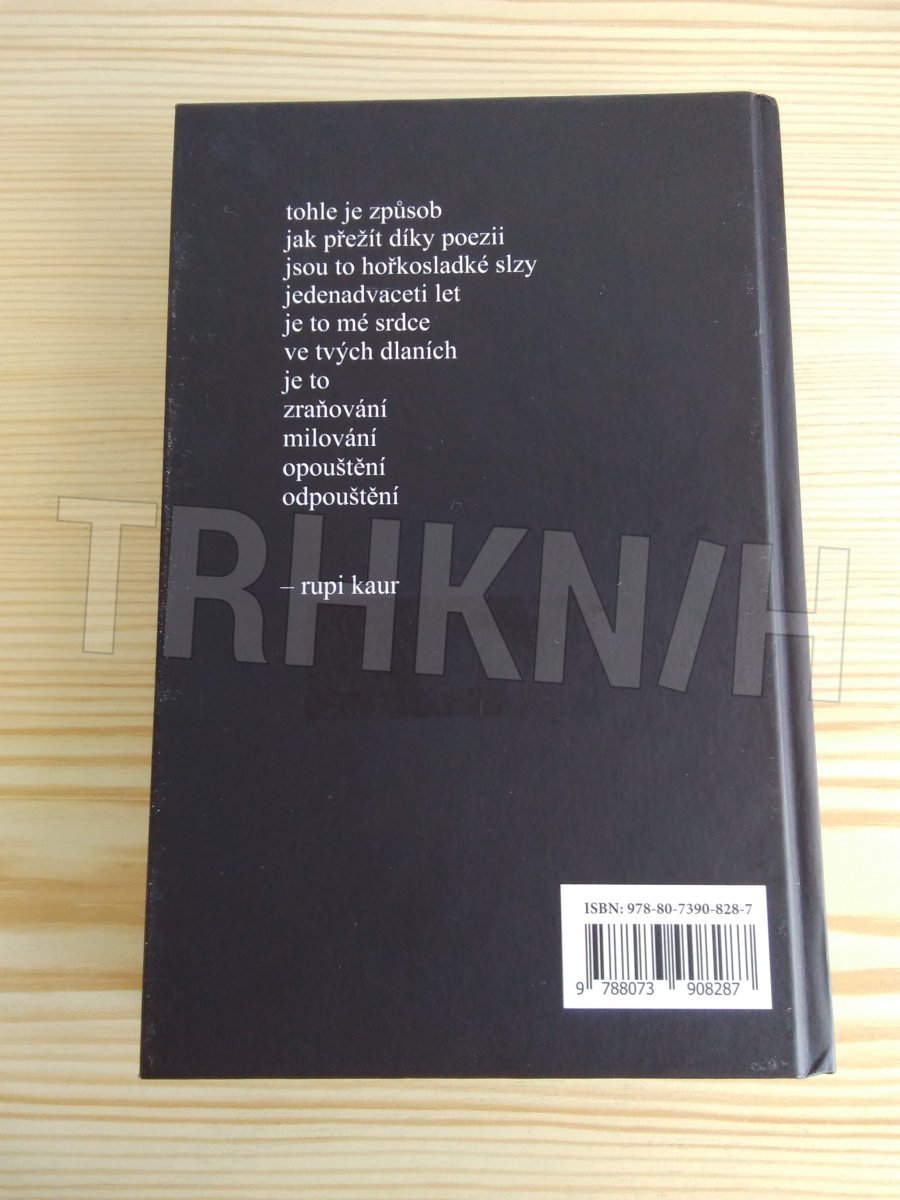 tohle je způsob
jak přežít díky poezii
jsou to hořkosladké slzy
jedenadvaceti let
je to mé srdce
ve tvých dlaních
je to
zraňování
milování
opouštění
odpouštění
– rupi kaur
TRHKNIH
ISBN: 978-80-7390-828-7
9 788073 908287